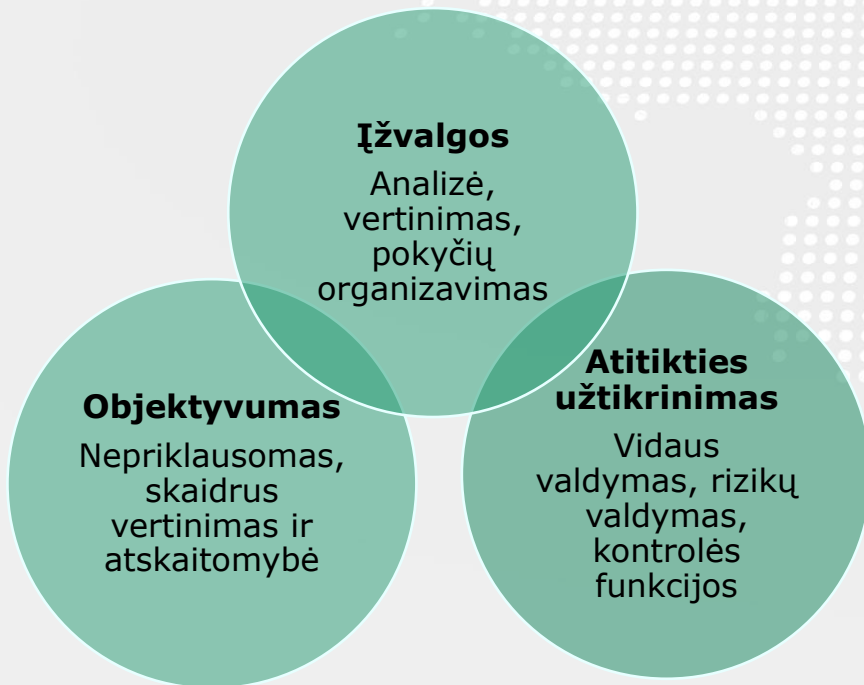 Įžvalgos
Analizė,
vertinimas,
pokyčių
organizavimas
Objektyvumas
Nepriklausomas,
skaidrus
vertinimas ir
atskaitomybė
Atitikties
užtikrinimas
Vidaus
valdymas, rizikų
valdymas,
kontrolės
funkcijos